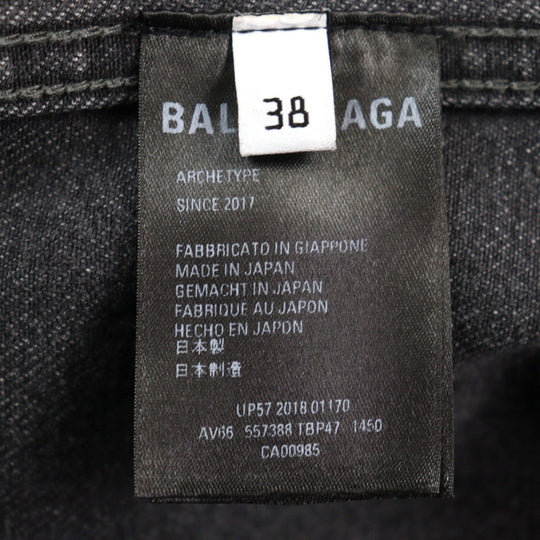 38
BAL AGA
ARCHETYPE
SINCE 2017
FABBRICATO IN GIAPPONE
MADE IN JAPAN
GEMACHT IN JAPAN
FABRIQUE AU JAPON
HECHO EN JAPON
日本製
日本制造
UP57 2018 01170
AV66 557388 TBP47 1450
CA00985